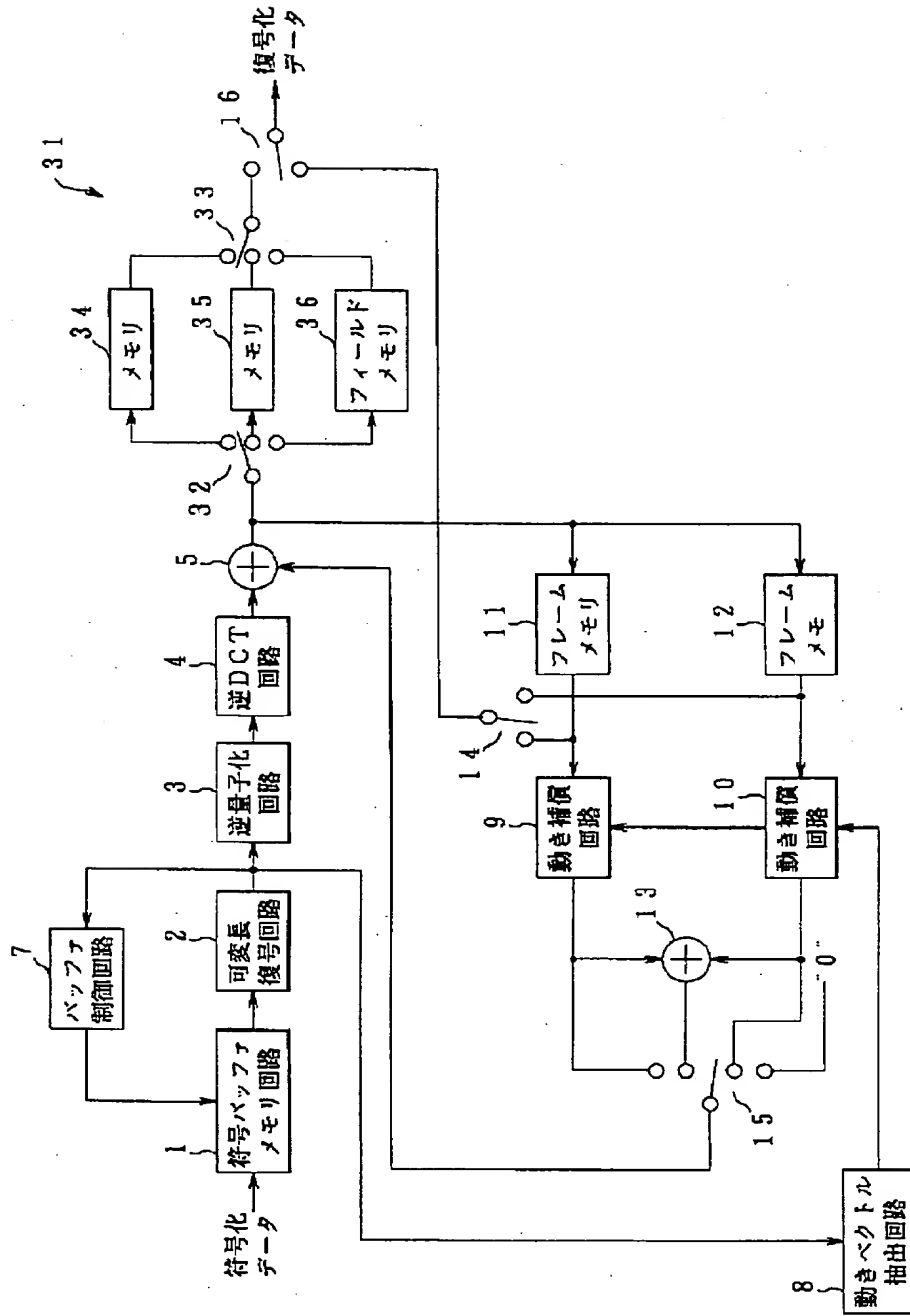 31
16
復号化
データ
33
34
メモリ
35
メモリ
36
フィールド
メモリ
32
5
4
逆DCT
回路
3
逆量子化
回路
2
可変長
復号回路
7
バッファ
制御回路
1
符号バッファ
メモリ回路
符号化
データ
11
フレーム
メモリ
12
フレーム
メモ
14
9
動き補償
回路
10
動き補償
回路
13
"0"
15
8
動きベクトル
抽出回路